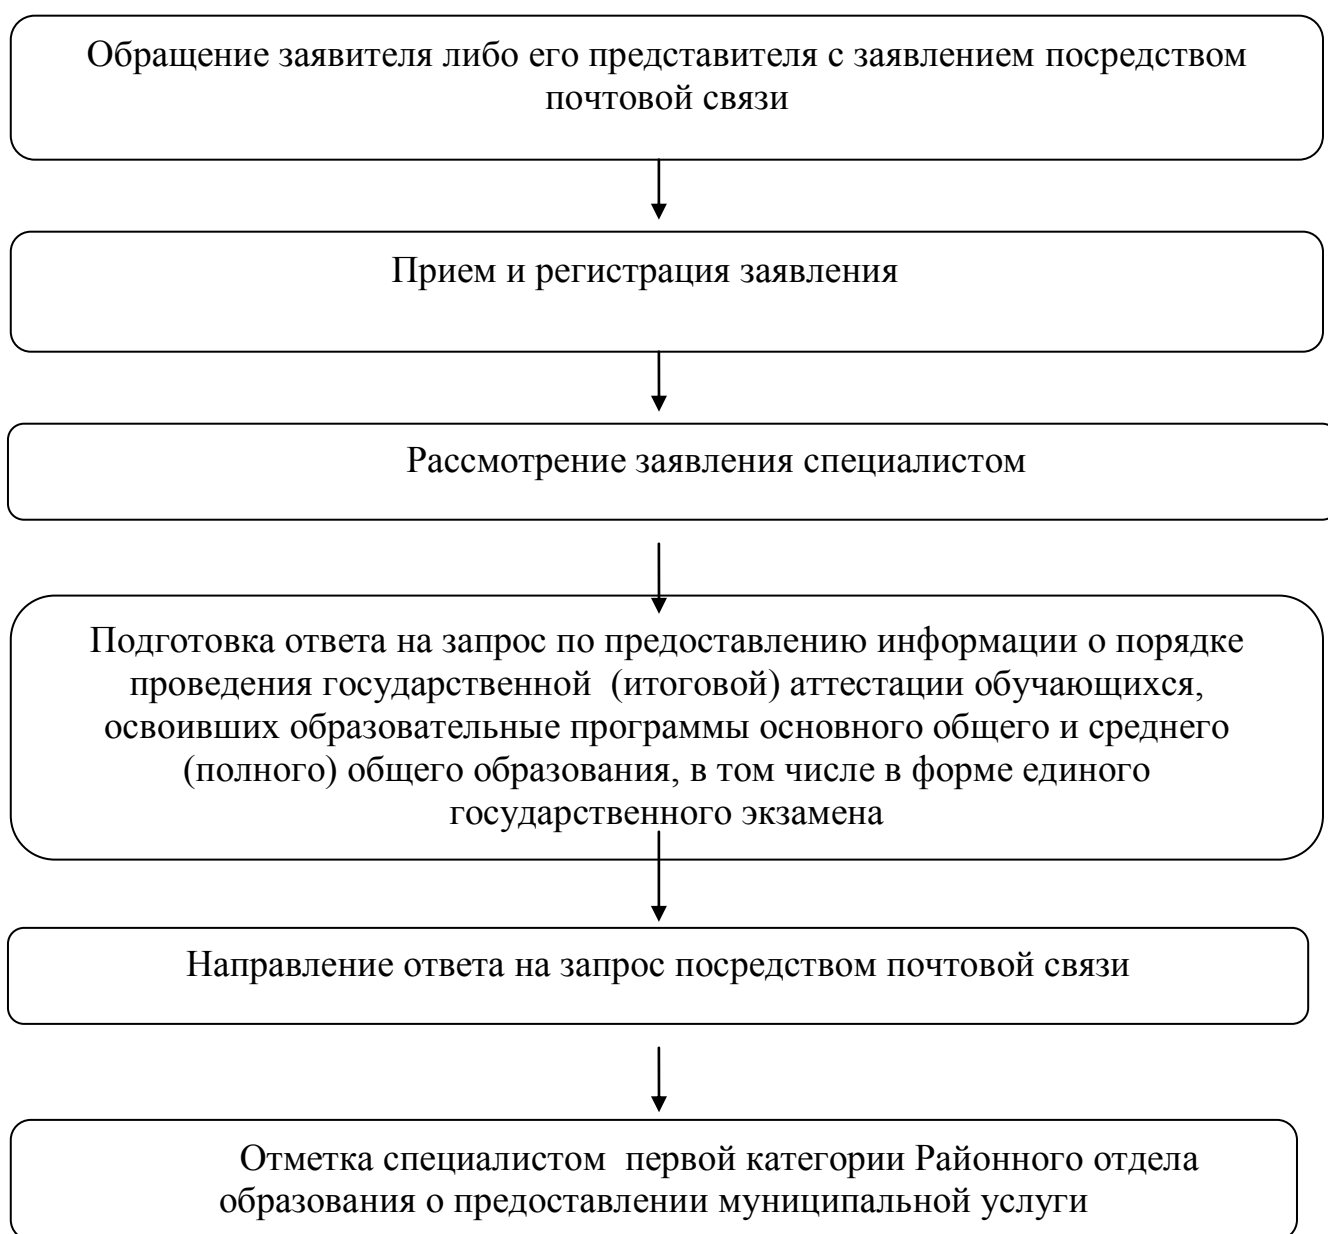 Обращение заявителя либо его представителя с заявлением посредством
почтовой связи
Прием и регистрация заявления
Рассмотрение заявления специалистом
Подготовка ответа на запрос по предоставлению информации о порядке
проведения государственной  (итоговой) аттестации обучающихся,
освоивших образовательные программы основного общего и среднего
(полного) общего образования, в том числе в форме единого
государственного экзамена
Направление ответа на запрос посредством почтовой связи
Отметка специалистом  первой категории Районного отдела
образования о предоставлении муниципальной услуги